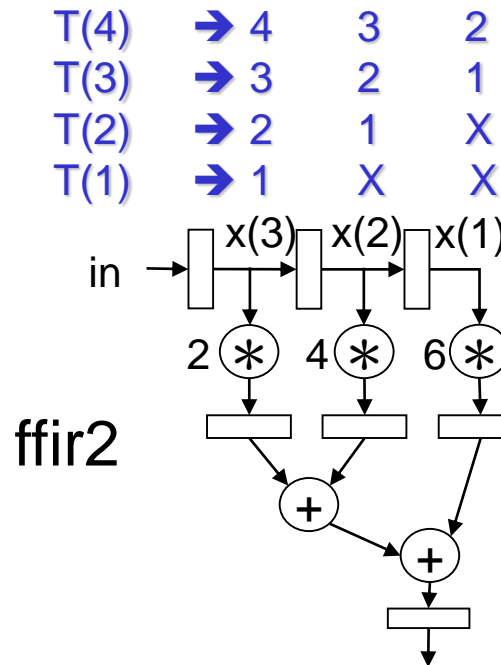 T(4) ➔ 4 3 2
T(3) ➔ 3 2 1
T(2) ➔ 2 1 X
T(1) ➔ 1 X X
x(3) x(2) x(1)
in
2 * 4 * 6 *
ffir2
+
+